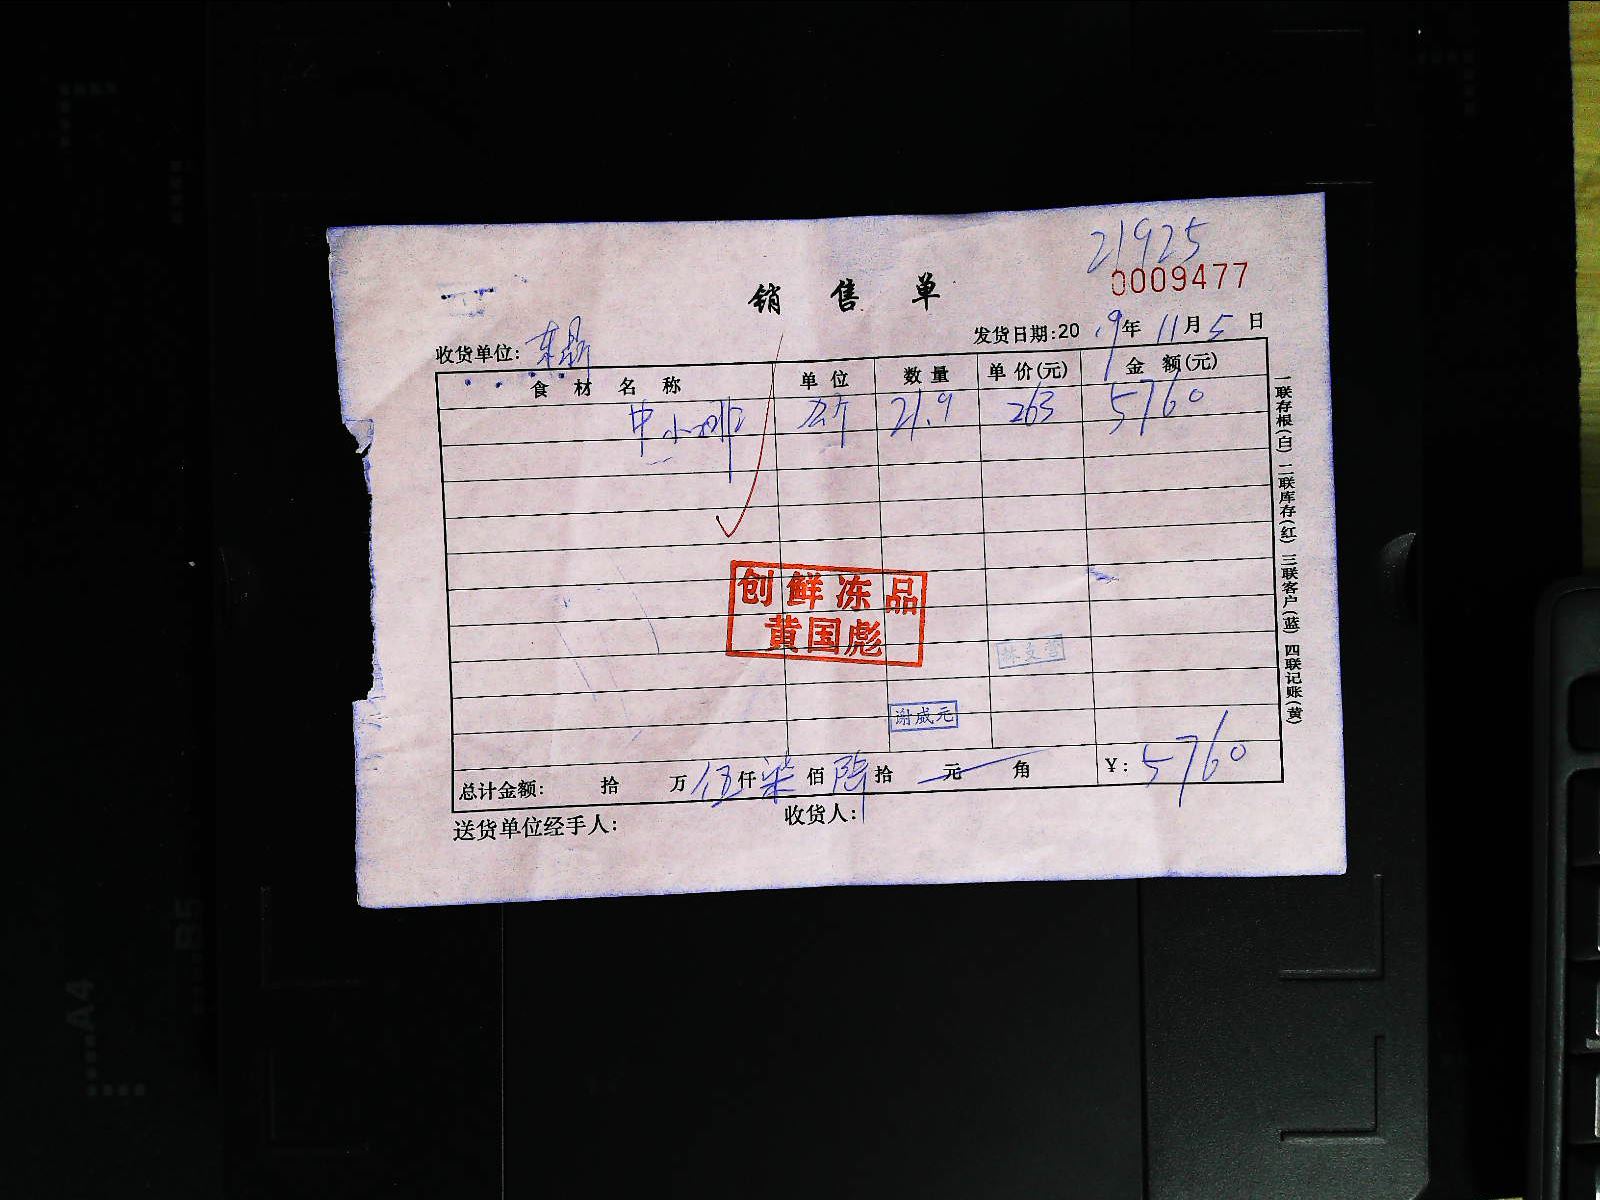 21925
0009477
销售单
收货单位: 东鼎 发货日期:2019年11月5日
食材名称 单位 数量 单价(元) 金额(元)
中小排 公斤 21.9 263 5760
创鲜冻品
黄国彪
谢威元
总计金额: 拾 万 伍仟 柒佰 陆拾 元 角 ¥: 5760
送货单位经手人: 收货人:
一联存根(白) 二联库存(红) 三联客户(蓝) 四联记账(黄)
A4
B5